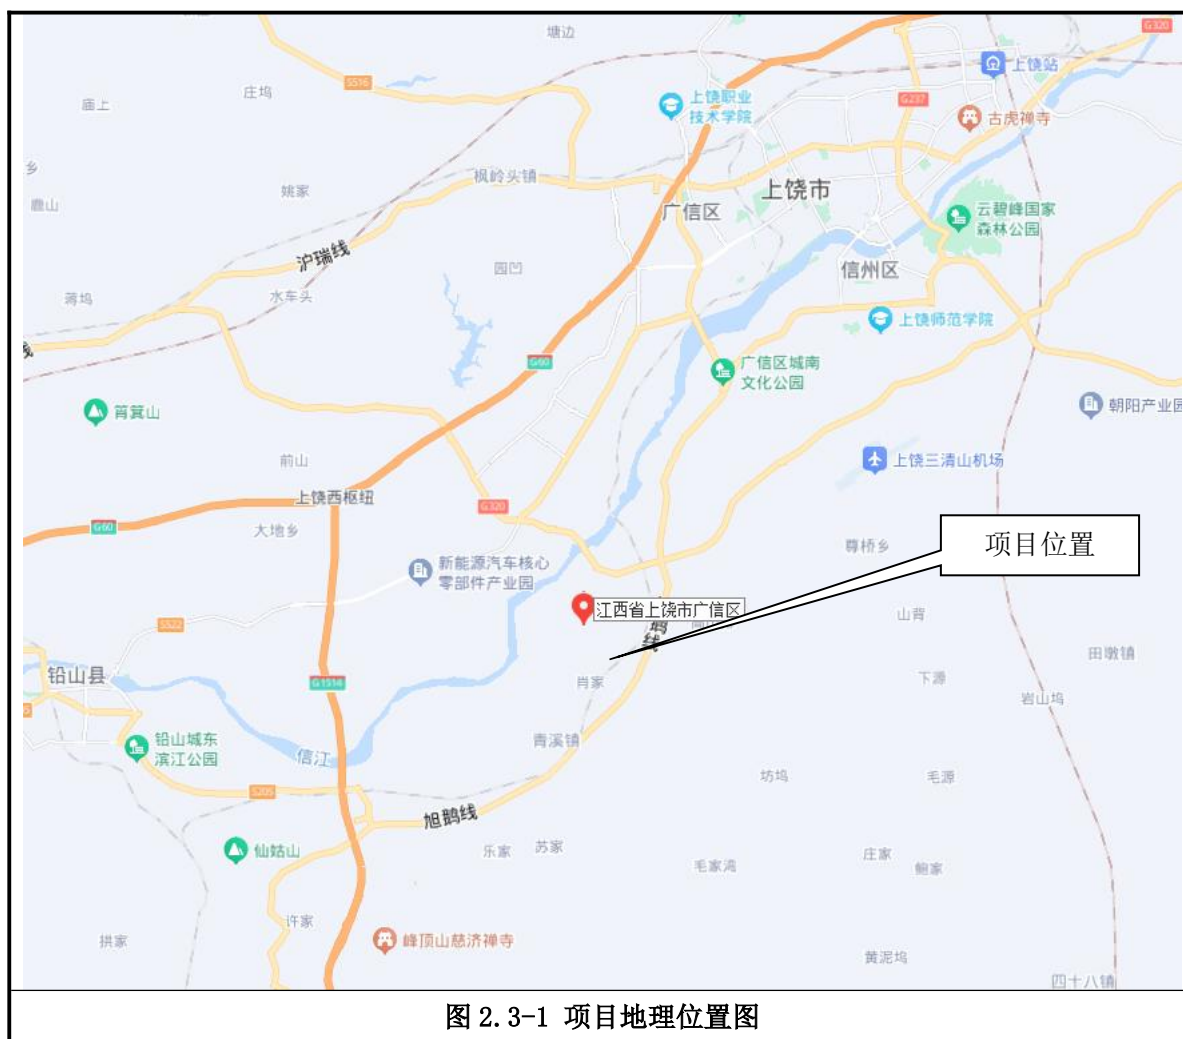 G320
塘边
上饶站
S516
庄坞
庙上
上饶职业
技术学院
G237
古虎禅寺
乡
枫岭头镇
姚家
上饶市
鹿山
广信区
云碧峰国家
森林公园
沪瑞线
园凹
信州区
薄坞
水车头
上饶师范学院
线
G60
广信区城南
文化公园
筲箕山
朝阳产业园
前山
上饶三清山机场
上饶西枢纽
G320
G60
大地乡
尊桥乡
项目位置
新能源汽车核心
零部件产业园
江西省上饶市广信区
山背
S522
鹅
线
田墩镇
铅山县
G1514
肖家
下源
岩山坞
铅山城东
滨江公园
信江
青溪镇
坊坞
毛源
S205
旭鹅线
仙姑山
乐家
苏家
毛家湾
庄家
鲍家
许家
拱家
峰顶山慈济禅寺
黄泥坞
四十八镇
图 2.3-1 项目地理位置图